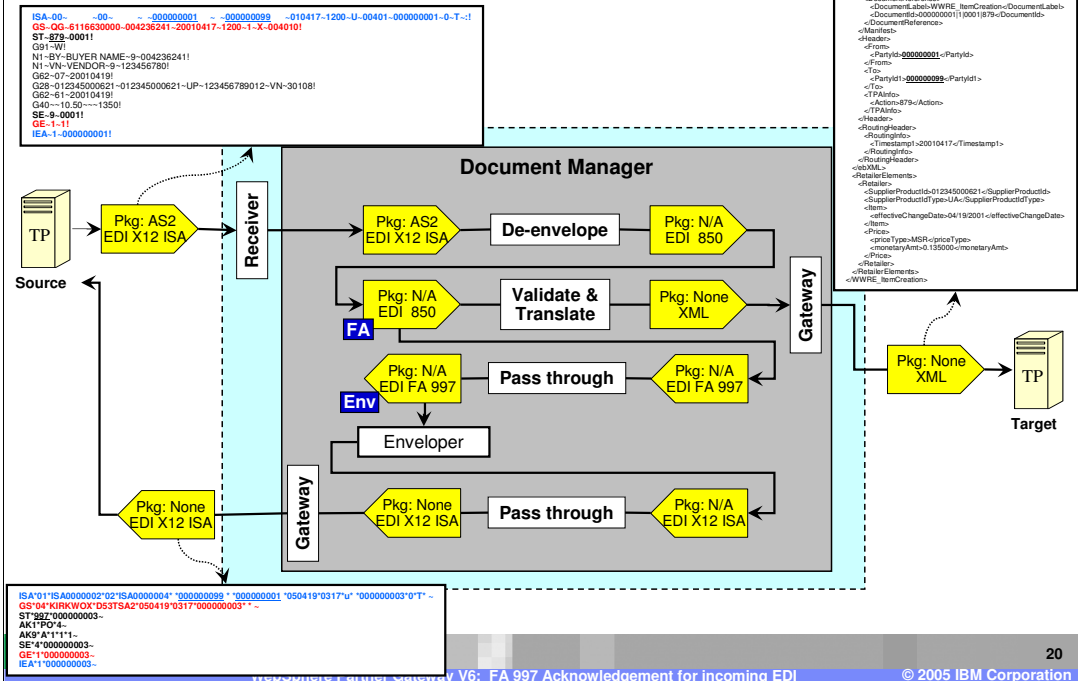 ISA~00~ ~00~ ~ ~000000001 ~ ~000000099 ~010417~1200~U~00401~000000001~0~T~:!
GS~QG~6116630000~004236241~20010417~1200~1~X~004010!
ST~879~0001!
G91~W!
N1~BY~BUYER NAME~9~004236241!
N1~VN~VENDOR~9~123456780!
G62~07~20010419!
G28~012345000621~012345000621~UP~123456789012~VN~30108!
G62~61~20010419!
G40~~10.50~~~1350!
SE~9~0001!
GE~1~1!
IEA~1~000000001!
<DocumentLabel>WWRE_ItemCreation</DocumentLabel>
<DocumentId>000000001|1|0001|879</DocumentId>
</DocumentReference>
</Manifest>
<Header>
<From>
<PartyId>000000001</PartyId>
</From>
<To>
<PartyId1>000000099</PartyId1>
</To>
<TPAInfo>
<Action>879</Action>
</TPAInfo>
</Header>
<RoutingHeader>
<RoutingInfo>
<Timestamp1>20010417</Timestamp1>
</RoutingInfo>
</RoutingHeader>
</ebXML>
<RetailerElements>
<Retailer>
<SupplierProductId>012345000621</SupplierProductId>
<SupplierProductIdType>UA</SupplierProductIdType>
<Item>
<effectiveChangeDate>04/19/2001</effectiveChangeDate>
</Item>
<Price>
<priceType>MSR</priceType>
<monetaryAmt>0.135000</monetaryAmt>
</Price>
</Retailer>
</RetailerElements>
</WWRE_ItemCreation>
Document Manager
TP
Source
Pkg: AS2
EDI X12 ISA
Receiver
Pkg: AS2
EDI X12 ISA
De-envelope
Pkg: N/A
EDI 850
Pkg: N/A
EDI 850
FA
Validate &
Translate
Pkg: None
XML
Gateway
Pkg: None
XML
TP
Target
Pkg: N/A
EDI FA 997
Env
Pass through
Pkg: N/A
EDI FA 997
Enveloper
Pkg: None
EDI X12 ISA
Gateway
Pkg: None
EDI X12 ISA
Pass through
Pkg: N/A
EDI X12 ISA
ISA*01*ISA0000002*02*ISA0000004* *000000099 * *000000001 *050419*0317*u* *000000003*0*T* ~
GS*04*KIRKWOX*D53TSA2*050419*0317*000000003* * ~
ST*997*000000003~
AK1*PO*4~
AK9*A*1*1*1~
SE*4*000000003~
GE*1*000000003~
IEA*1*000000003~
20
WebSphere Partner Gateway V6: FA 997 Acknowledgement for incoming EDI
© 2005 IBM Corporation